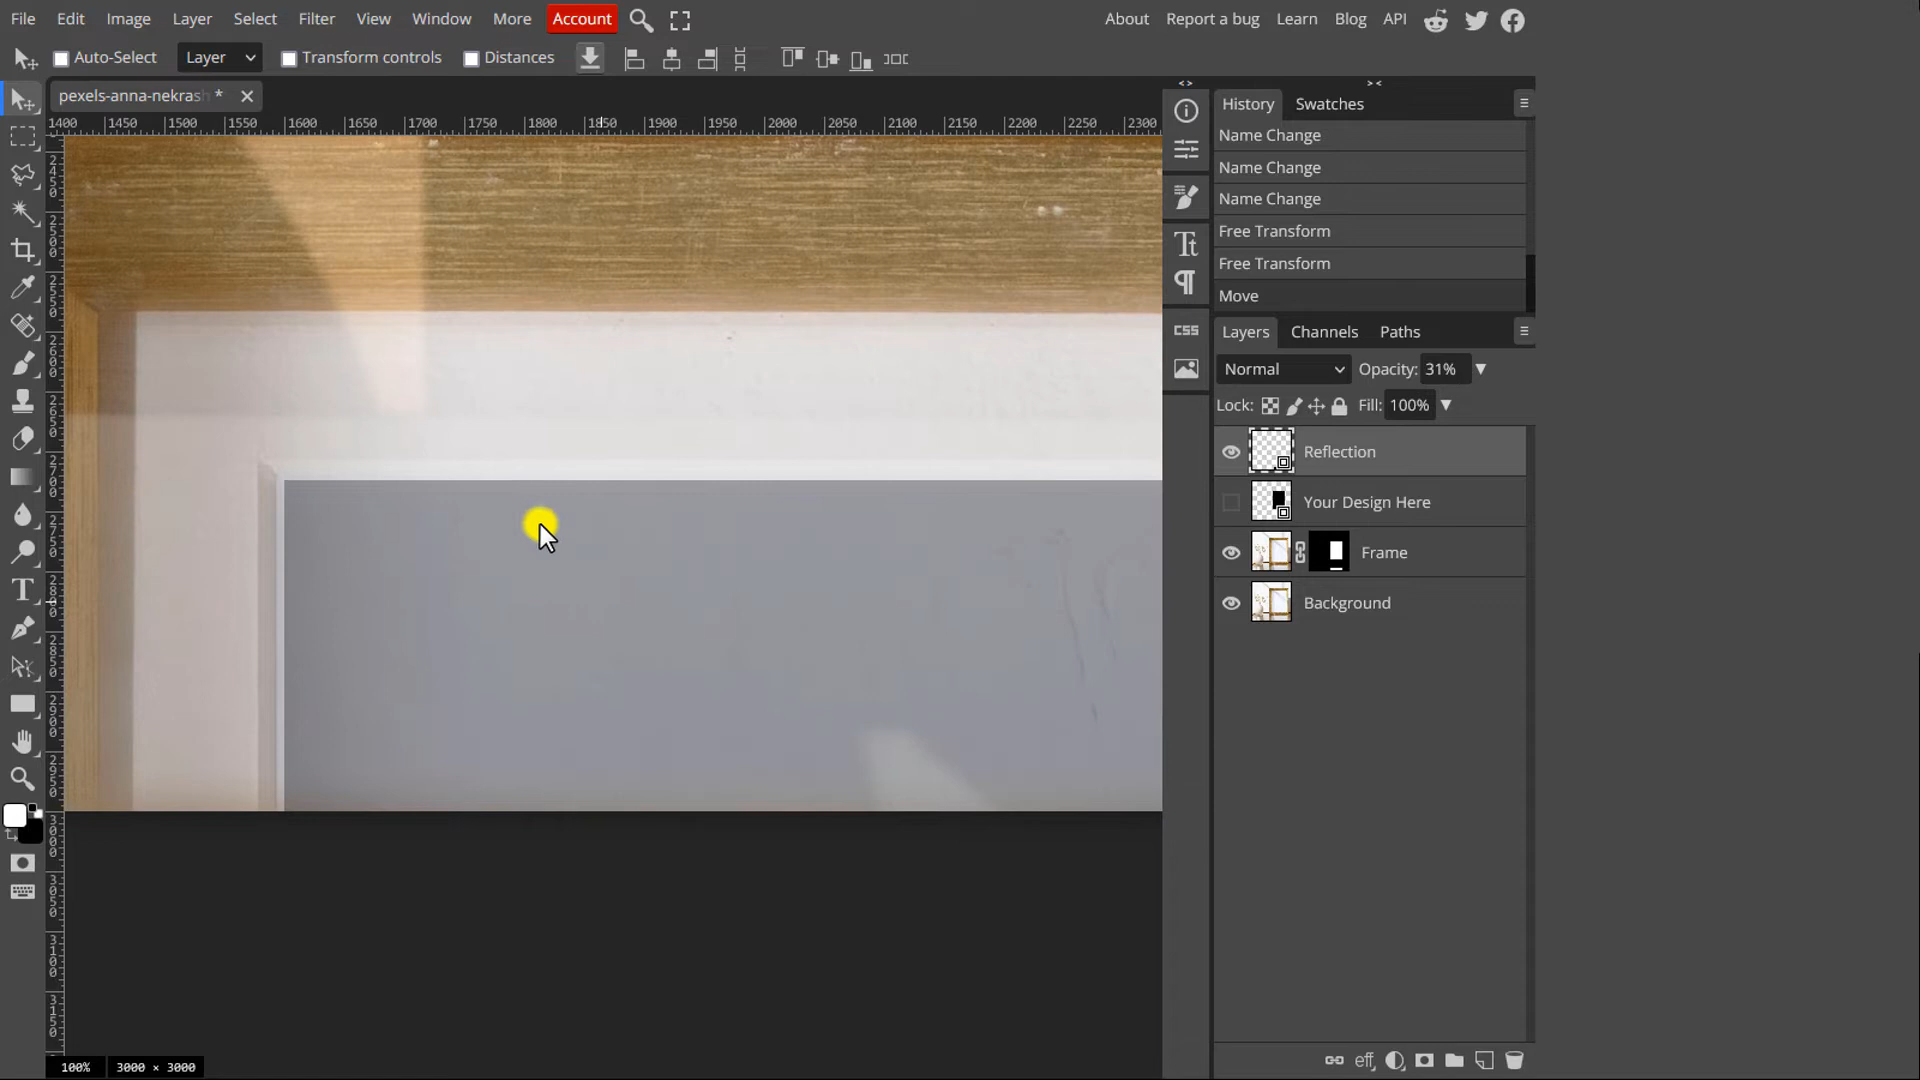 File Edit Image Layer Select Filter View Window More Account About Report a bug Learn Blog API
Auto-Select Layer Transform controls Distances
pexels-anna-nekrash *
1400 1450 1500 1550 1600 1650 1700 1750 1800 1850 1900 1950 2000 2050 2100 2150 2200 2250 2300
History Swatches
Name Change
Name Change
Name Change
Free Transform
Free Transform
Move
CSS
Layers Channels Paths
Normal Opacity: 31%
Lock: Fill: 100%
Reflection
Your Design Here
Frame
Background
eff
100% 3000 × 3000